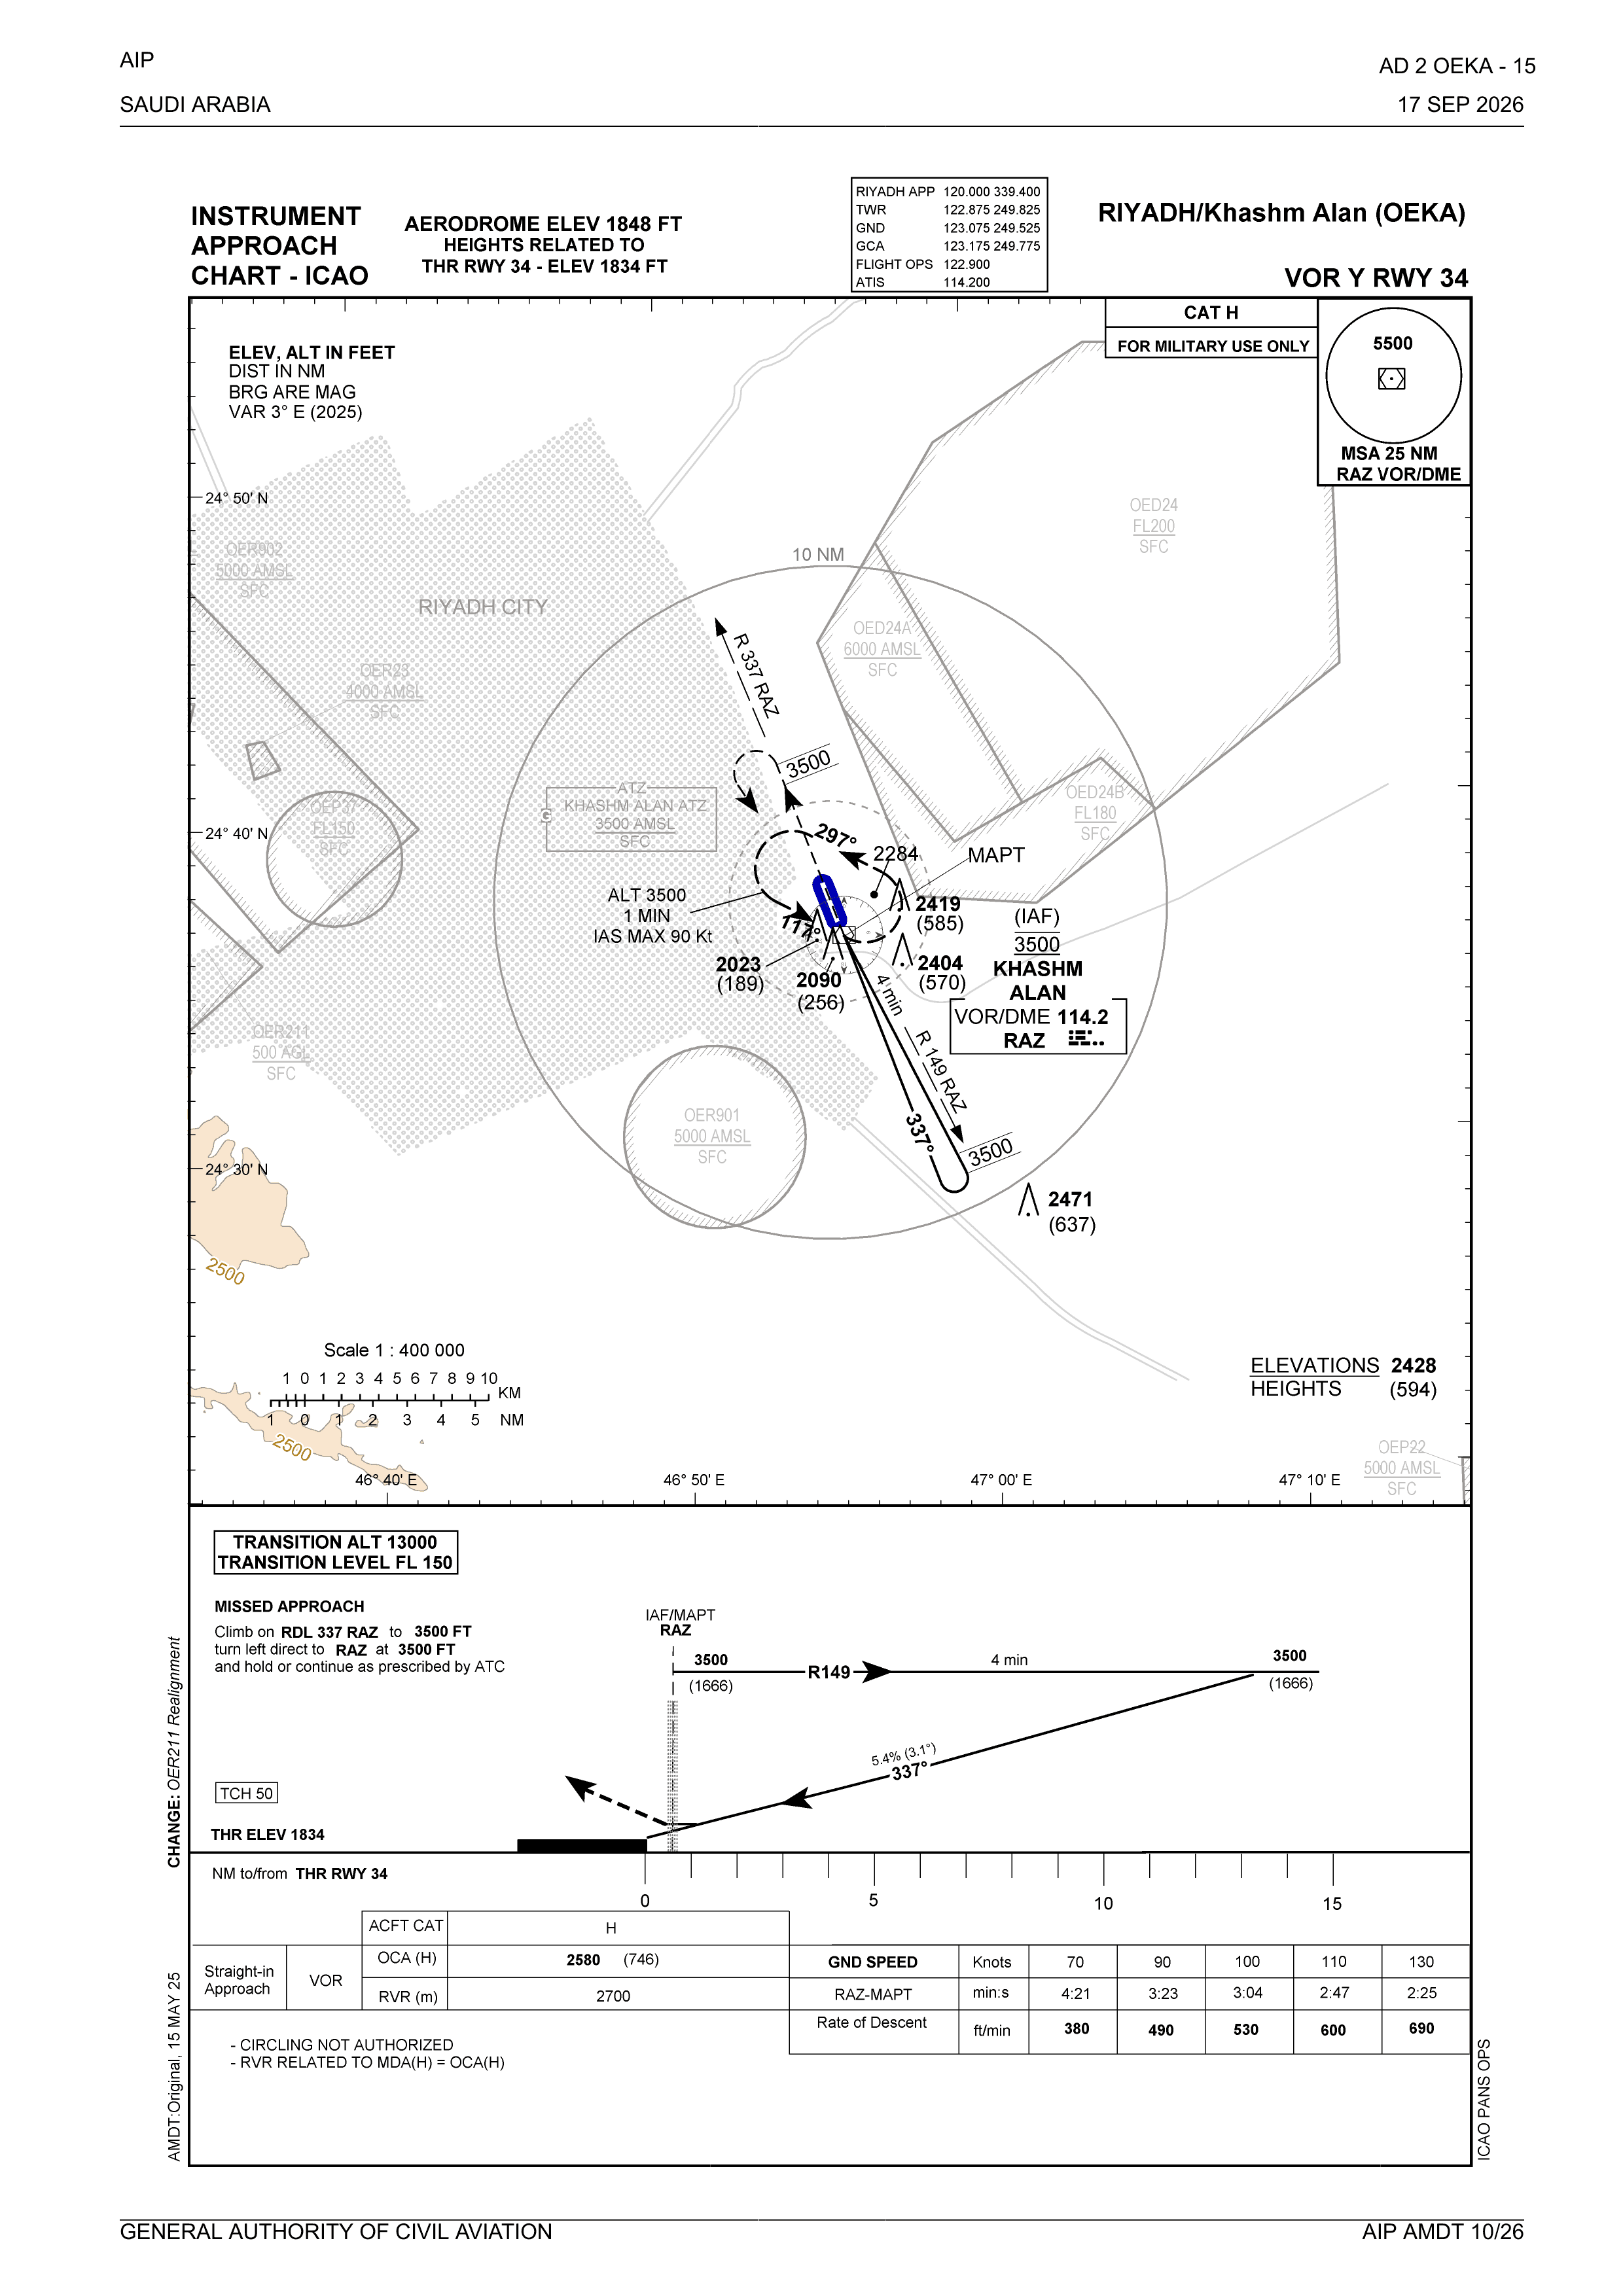 AIP
AD 2 OEKA - 15
SAUDI ARABIA
17 SEP 2026
INSTRUMENT
APPROACH
CHART - ICAO
AERODROME ELEV 1848 FT
HEIGHTS RELATED TO
THR RWY 34 - ELEV 1834 FT
RIYADH APP 120.000 339.400
TWR 122.875 249.825
GND 123.075 249.525
GCA 123.175 249.775
FLIGHT OPS 122.900
ATIS 114.200
RIYADH/Khashm Alan (OEKA)
VOR Y RWY 34
CAT H
FOR MILITARY USE ONLY
5500
MSA 25 NM
RAZ VOR/DME
ELEV, ALT IN FEET
DIST IN NM
BRG ARE MAG
VAR 3° E (2025)
24° 50' N
OED24
FL200
SFC
OER902
5000 AMSL
SFC
10 NM
RIYADH CITY
OED24A
6000 AMSL
SFC
R 337 RAZ
OER23
4000 AMSL
SFC
3500
ATZ
KHASHM ALAN ATZ
3500 AMSL
SFC
G
OED24B
FL180
SFC
OEP37
FL150
SFC
24° 40' N
297°
2284
MAPT
ALT 3500
1 MIN
IAS MAX 90 Kt
117°
2419
(585)
(IAF)
3500
KHASHM
ALAN
VOR/DME 114.2
RAZ
2023
(189)
2090
(256)
2404
(570)
4 min
R 149 RAZ
337°
3500
OER211
500 AGL
SFC
OER901
5000 AMSL
SFC
24° 30' N
2471
(637)
2500
Scale 1 : 400 000
1 0 1 2 3 4 5 6 7 8 9 10
KM
1 0 1 2 3 4 5 NM
2500
ELEVATIONS 2428
HEIGHTS (594)
OEP22
5000 AMSL
SFC
46° 40' E
46° 50' E
47° 00' E
47° 10' E
TRANSITION ALT 13000
TRANSITION LEVEL FL 150
MISSED APPROACH
Climb on RDL 337 RAZ to 3500 FT
turn left direct to RAZ at 3500 FT
and hold or continue as prescribed by ATC
IAF/MAPT
RAZ
3500
(1666)
R149
4 min
3500
(1666)
5.4% (3.1°)
337°
TCH 50
THR ELEV 1834
NM to/from THR RWY 34
0 5 10 15
ACFT CAT H
Straight-in
Approach
VOR
OCA (H) 2580 (746)
RVR (m) 2700
GND SPEED Knots 70 90 100 110 130
RAZ-MAPT min:s 4:21 3:23 3:04 2:47 2:25
Rate of Descent ft/min 380 490 530 600 690
- CIRCLING NOT AUTHORIZED
- RVR RELATED TO MDA(H) = OCA(H)
CHANGE: OER211 Realignment
AMDT:Original, 15 MAY 25
ICAO PANS OPS
GENERAL AUTHORITY OF CIVIL AVIATION
AIP AMDT 10/26